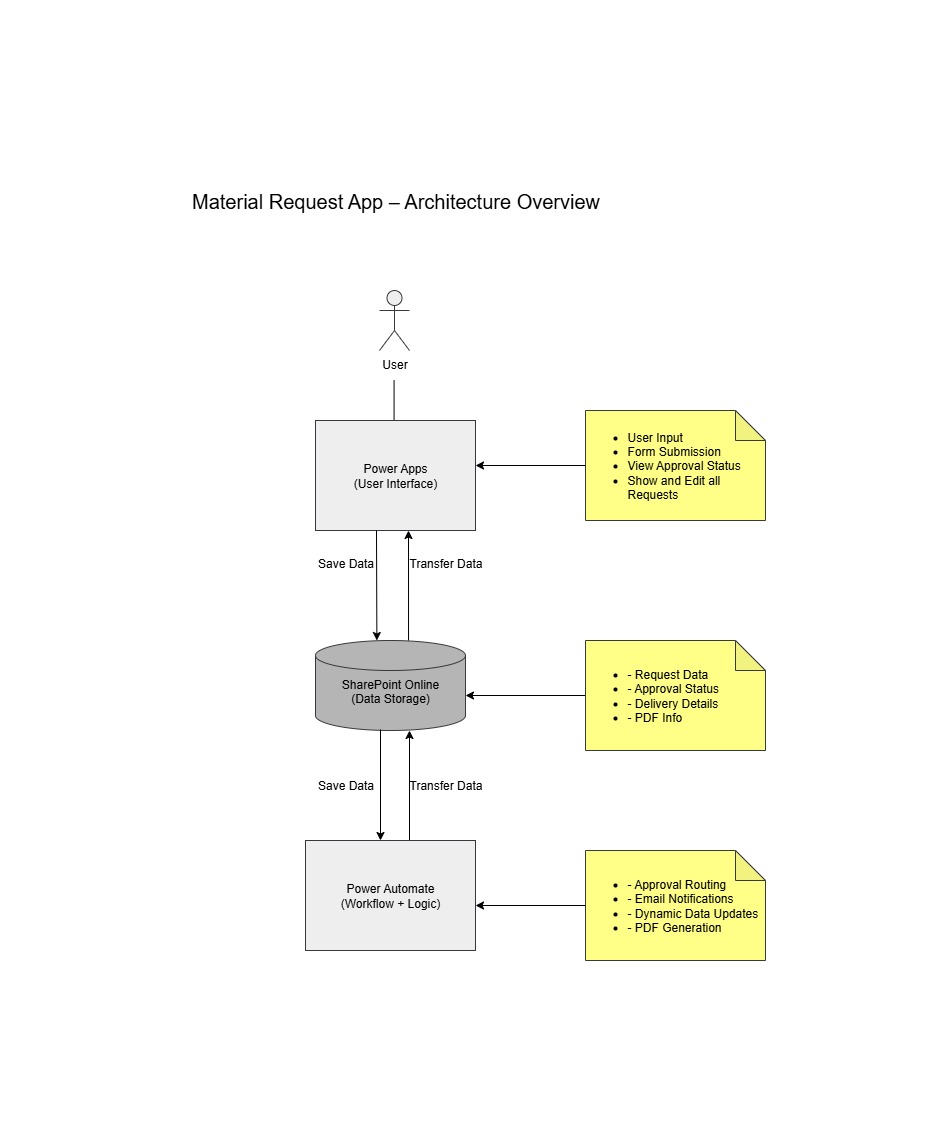 Material Request App – Architecture Overview
User
Power Apps
(User Interface)
• User Input
• Form Submission
• View Approval Status
• Show and Edit all
Requests
Save Data
Transfer Data
SharePoint Online
(Data Storage)
• - Request Data
• - Approval Status
• - Delivery Details
• - PDF Info
Save Data
Transfer Data
Power Automate
(Workflow + Logic)
• - Approval Routing
• - Email Notifications
• - Dynamic Data Updates
• - PDF Generation